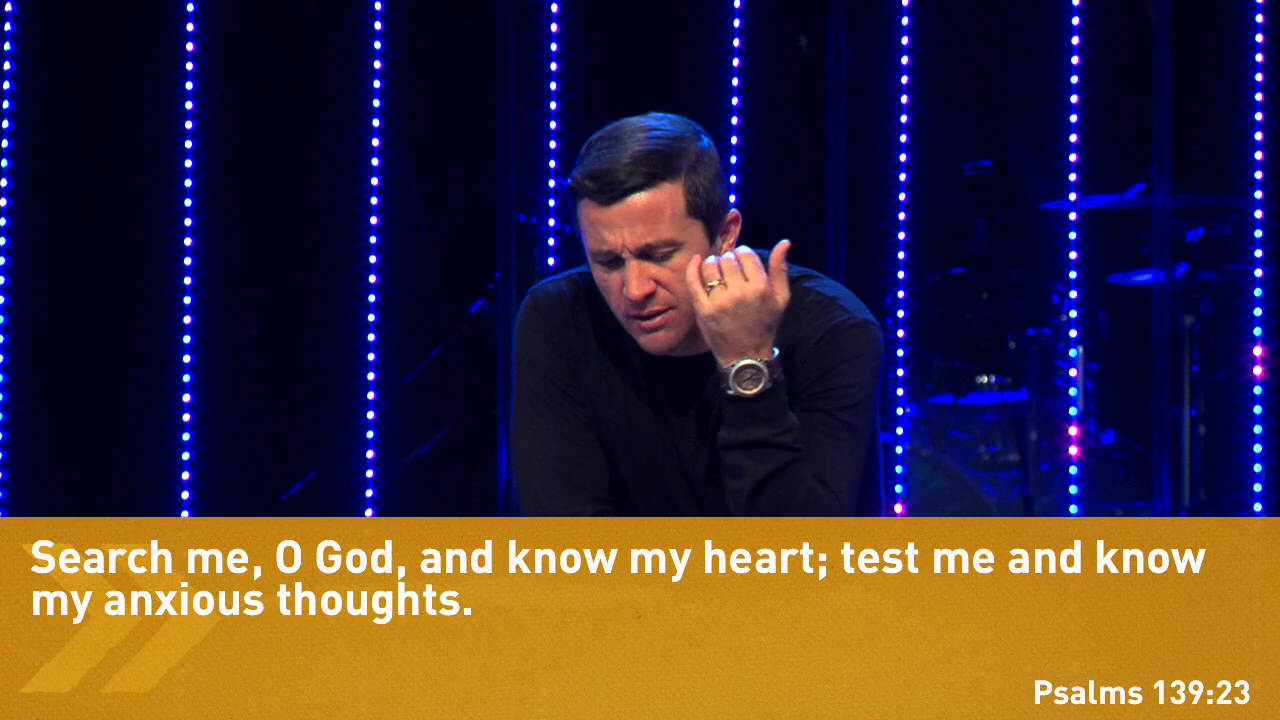 Search me, O God, and know my heart; test me and know
my anxious thoughts.
Psalms 139:23